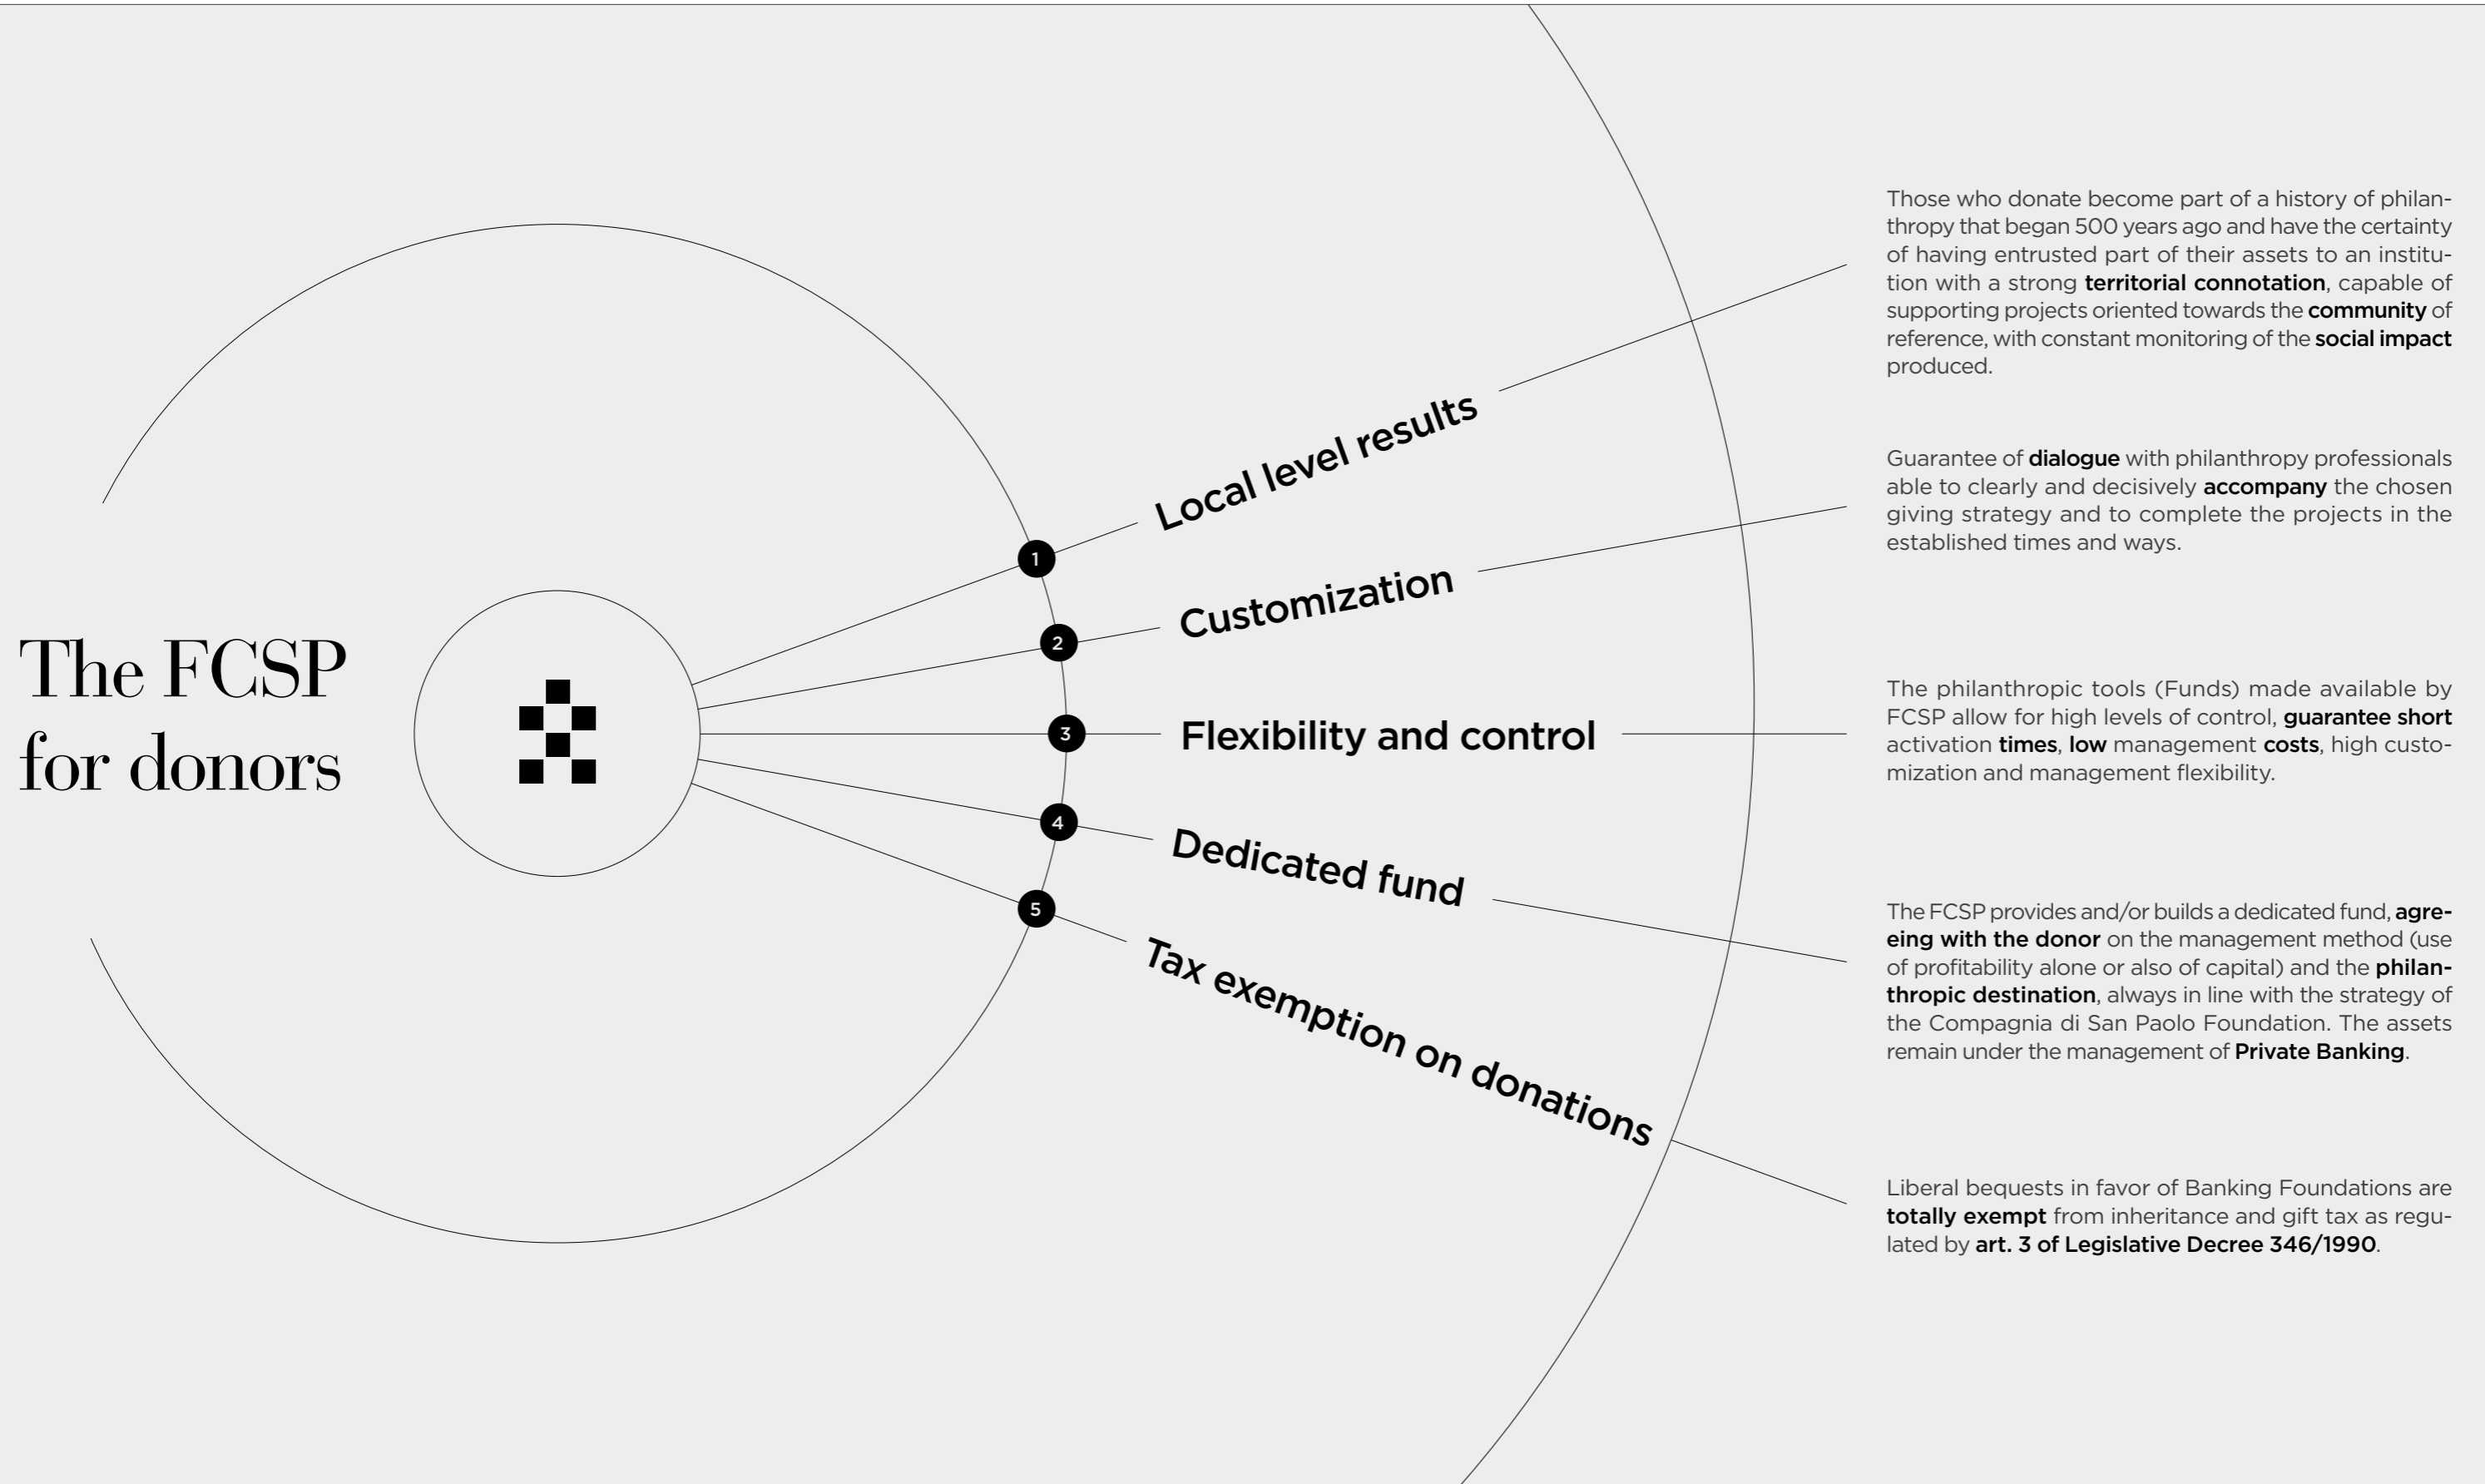 The FCSP
for donors
1
Local level results
Those who donate become part of a history of philan-
thropy that began 500 years ago and have the certainty
of having entrusted part of their assets to an institu-
tion with a strong territorial connotation, capable of
supporting projects oriented towards the community of
reference, with constant monitoring of the social impact
produced.
2
Customization
Guarantee of dialogue with philanthropy professionals
able to clearly and decisively accompany the chosen
giving strategy and to complete the projects in the
established times and ways.
3
Flexibility and control
The philanthropic tools (Funds) made available by
FCSP allow for high levels of control, guarantee short
activation times, low management costs, high custo-
mization and management flexibility.
4
Dedicated fund
The FCSP provides and/or builds a dedicated fund, agre-
eing with the donor on the management method (use
of profitability alone or also of capital) and the philan-
thropic destination, always in line with the strategy of
the Compagnia di San Paolo Foundation. The assets
remain under the management of Private Banking.
5
Tax exemption on donations
Liberal bequests in favor of Banking Foundations are
totally exempt from inheritance and gift tax as regu-
lated by art. 3 of Legislative Decree 346/1990.